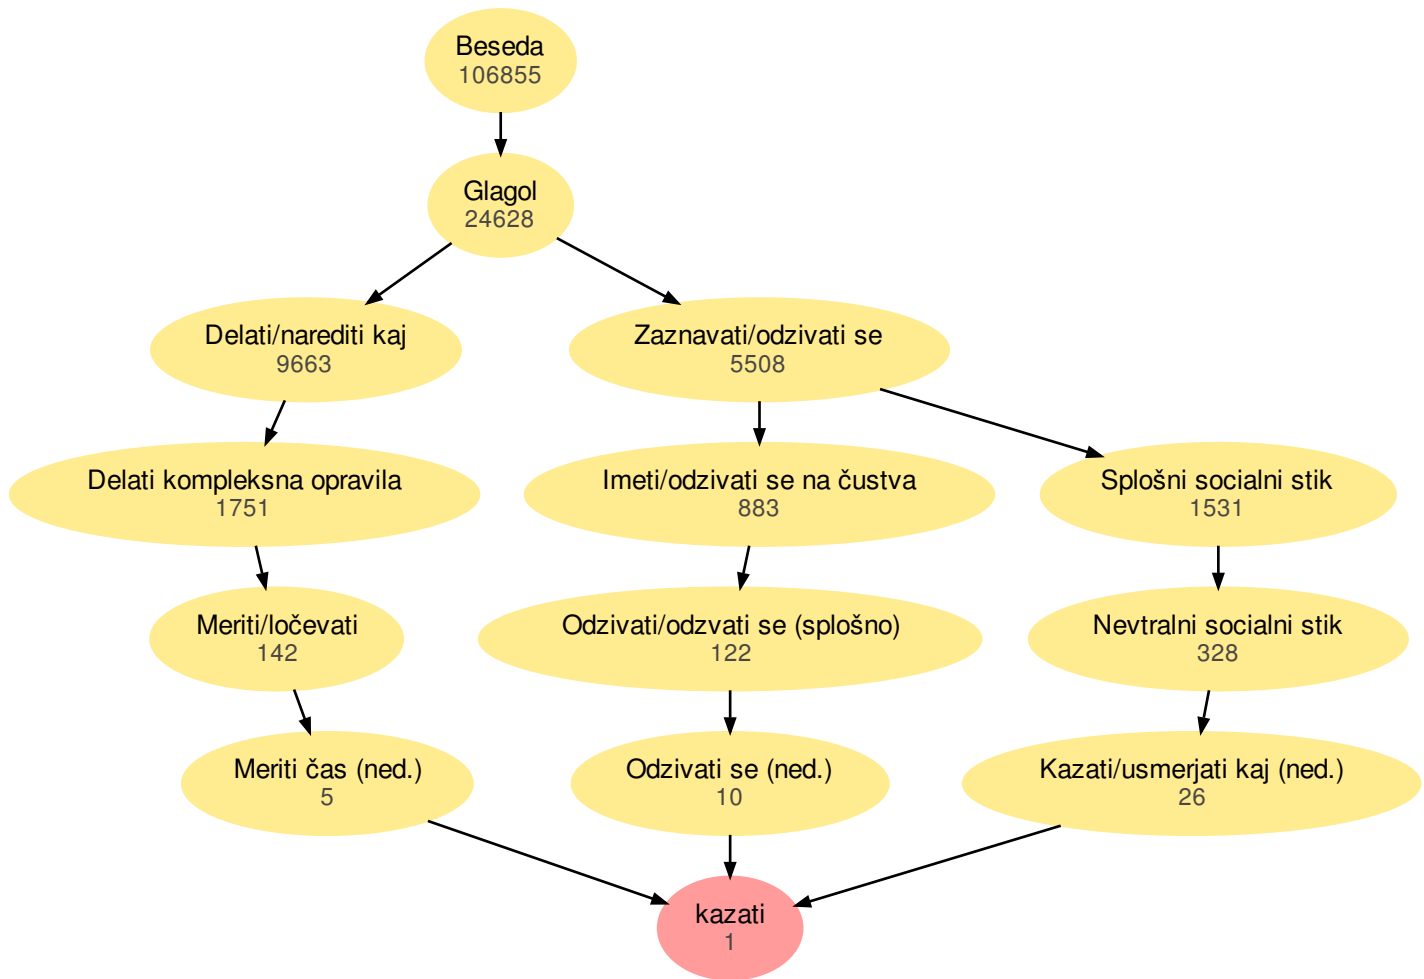 Beseda
106855
Glagol
24628
Delati/narediti kaj
9663
Zaznavati/odzivati se
5508
Delati kompleksna opravila
1751
Imeti/odzivati se na čustva
883
Splošni socialni stik
1531
Meriti/ločevati
142
Odzivati/odzvati se (splošno)
122
Nevtralni socialni stik
328
Meriti čas (ned.)
5
Odzivati se (ned.)
10
Kazati/usmerjati kaj (ned.)
26
kazati
1